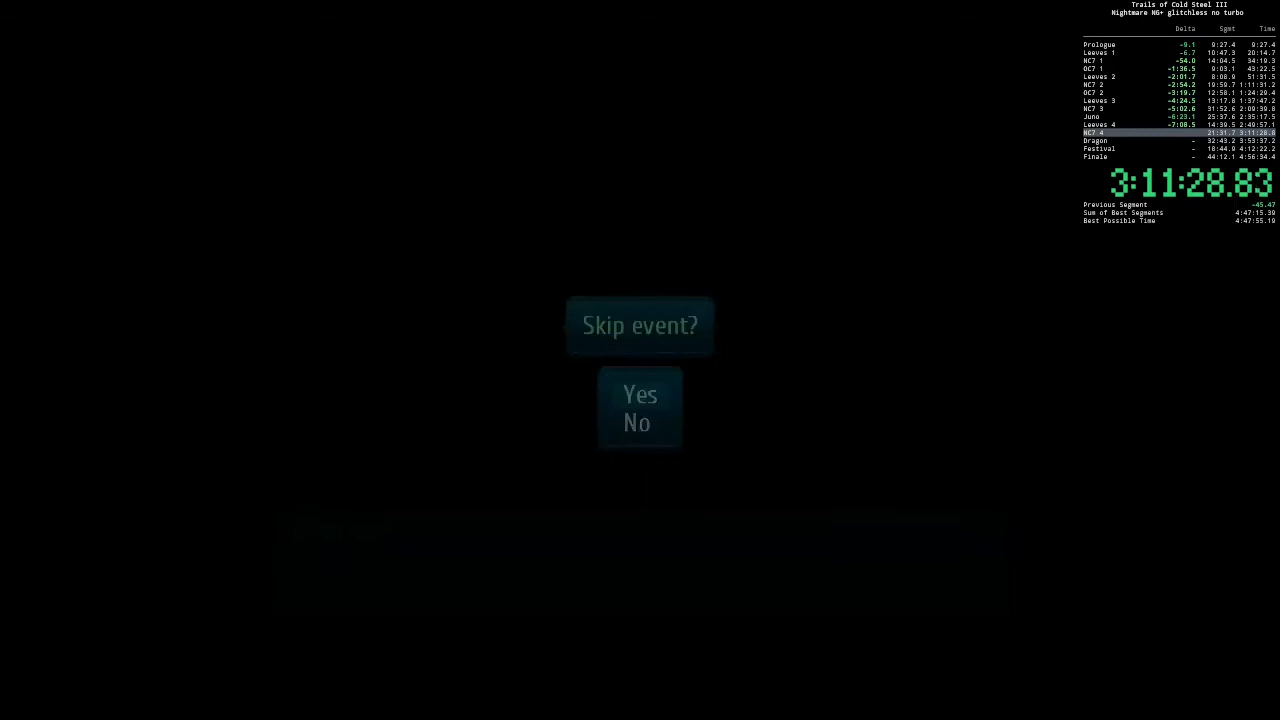 Trails of Cold Steel III
Nightmare NG+ glitchless no turbo
Delta Sgmt Time
Prologue -9.1 9:27.4 9:27.4
Leeves 1 -6.7 10:47.3 20:14.7
NC7 1 -54.0 14:04.5 34:19.3
OC7 1 -1:36.5 9:03.1 43:22.5
Leeves 2 -2:01.7 8:08.9 51:31.5
NC7 2 -2:54.2 19:59.7 1:11:31.2
OC7 2 -3:19.7 12:58.1 1:24:29.4
Leeves 3 -4:24.5 13:17.8 1:37:47.2
NC7 3 -5:02.6 31:52.6 2:09:39.8
Juno -6:23.1 25:37.6 2:35:17.5
Leeves 4 -7:08.5 14:39.5 2:49:57.1
NC7 4 21:31.7 3:11:28.8
Dragon - 32:43.2 3:53:37.2
Festival - 18:44.9 4:12:22.2
Finale - 44:12.1 4:56:34.4
3:11:28.83
Previous Segment -45.47
Sum of Best Segments 4:47:15.39
Best Possible Time 4:47:55.19
Skip event?
Yes
No